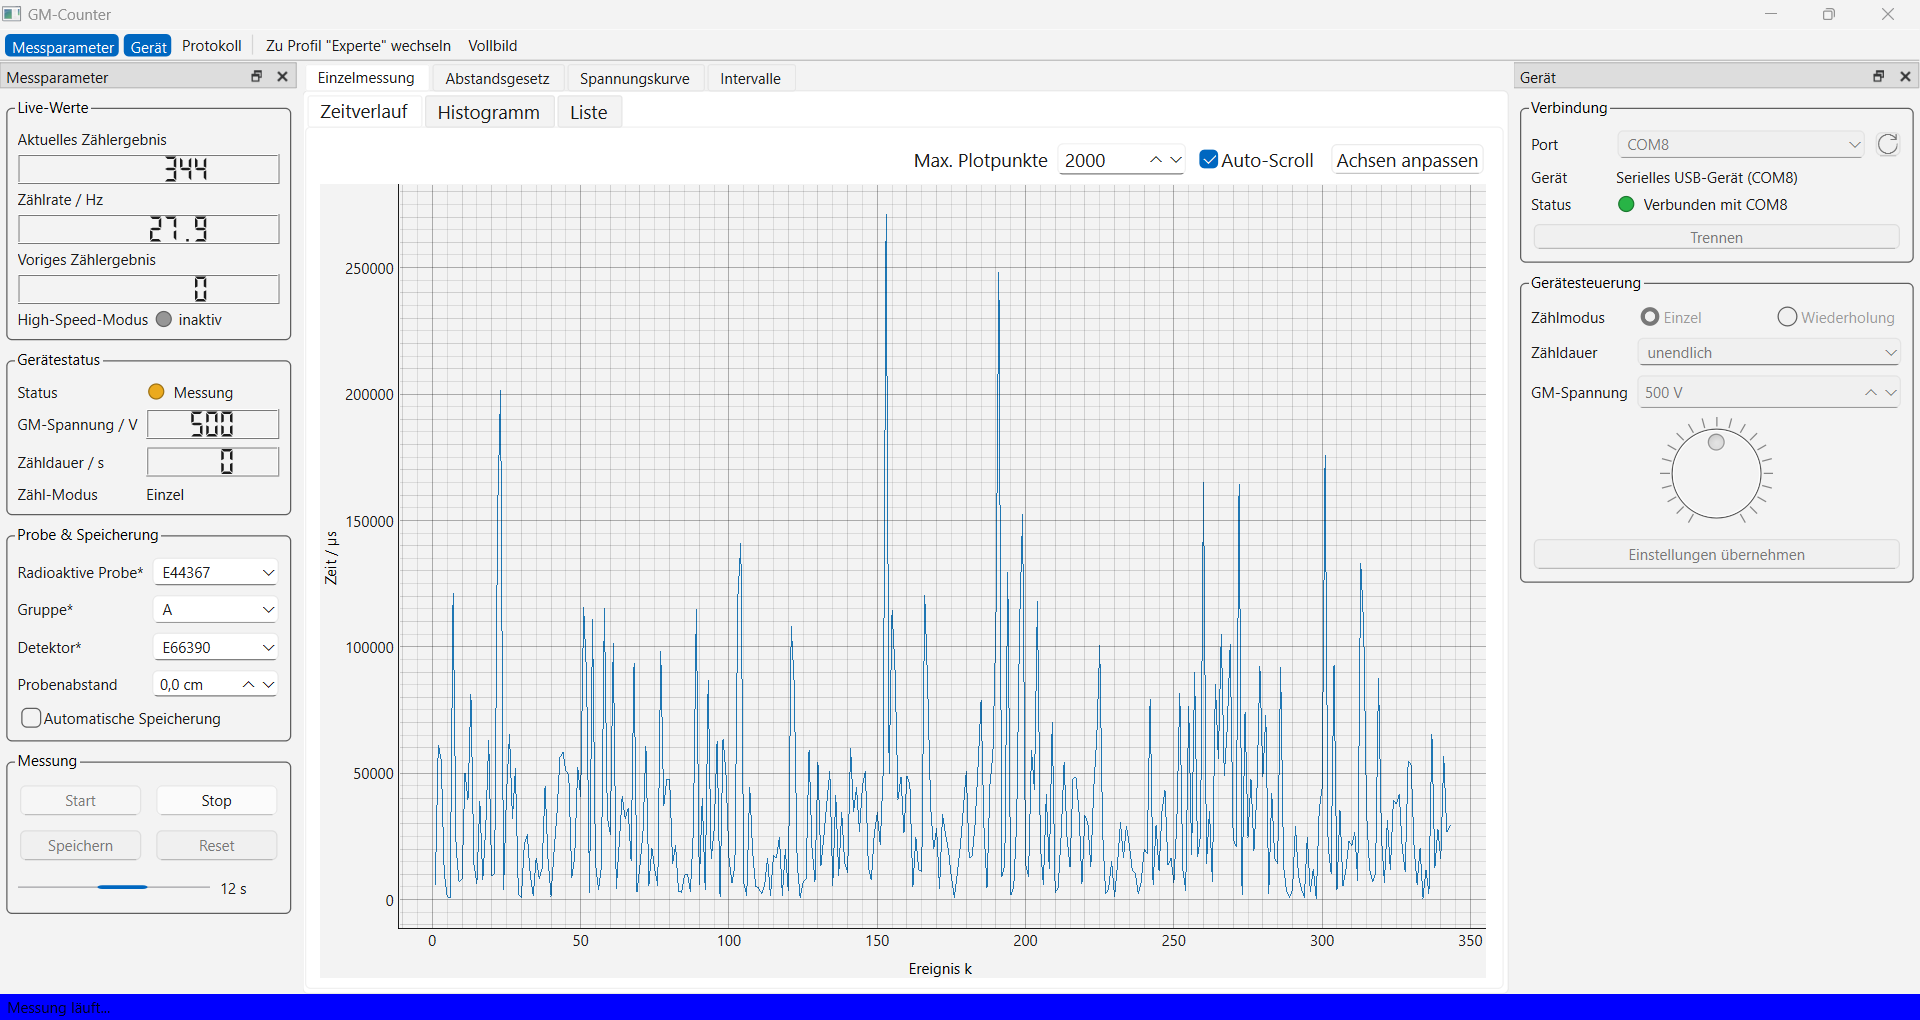 GM-Counter
Messparameter Gerät Protokoll Zu Profil "Experte" wechseln Vollbild
Messparameter
Live-Werte
Aktuelles Zählergebnis
344
Zählrate / Hz
27.9
Voriges Zählergebnis
0
High-Speed-Modus inaktiv
Gerätestatus
Status Messung
GM-Spannung / V 500
Zähldauer / s 0
Zähl-Modus Einzel
Probe & Speicherung
Radioaktive Probe* E44367
Gruppe* A
Detektor* E66390
Probenabstand 0,0 cm
Automatische Speicherung
Messung
Start Stop
Speichern Reset
12 s
Einzelmessung Abstandsgesetz Spannungskurve Intervalle
Zeitverlauf Histogramm Liste
Max. Plotpunkte 2000 Auto-Scroll Achsen anpassen
250000
200000
150000
100000
50000
0
Zeit / µs
0 50 100 150 200 250 300 350
Ereignis k
Gerät
Verbindung
Port COM8
Gerät Serielles USB-Gerät (COM8)
Status Verbunden mit COM8
Trennen
Gerätesteuerung
Zählmodus Einzel Wiederholung
Zähldauer unendlich
GM-Spannung 500 V
Einstellungen übernehmen
Messung läuft...